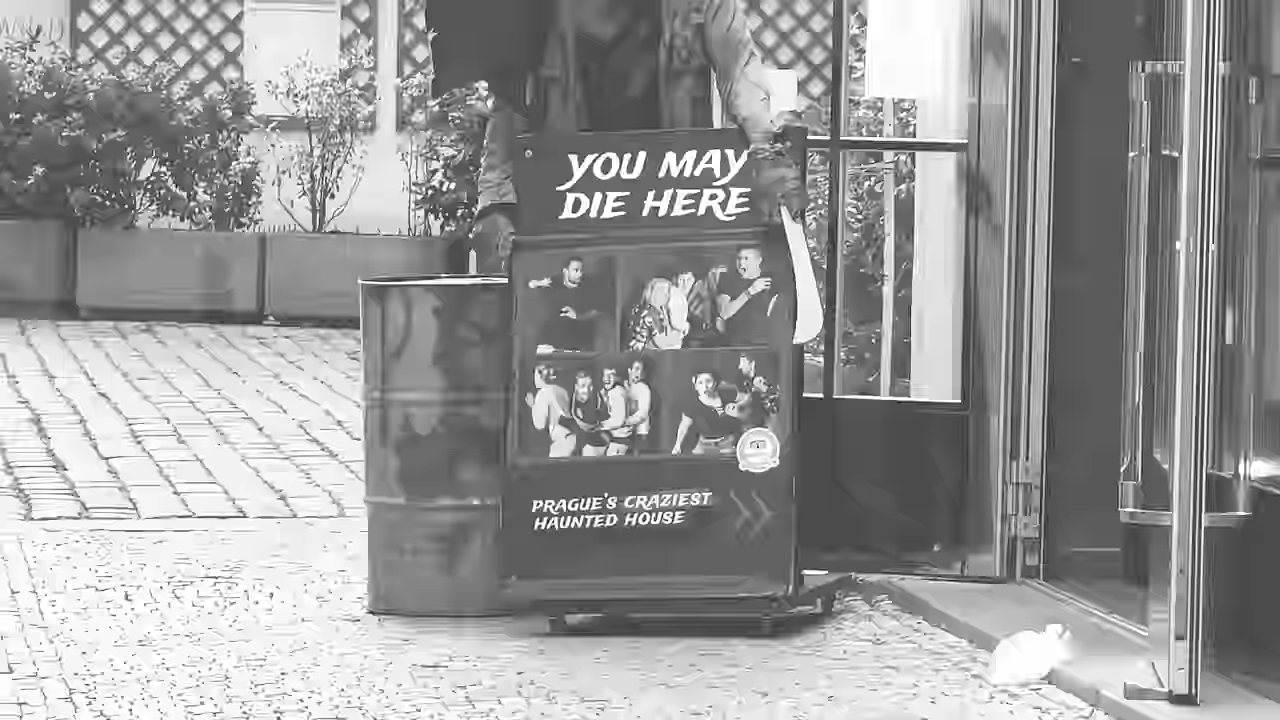 YOU MAY
DIE HERE
PRAGUE'S CRAZIEST
HAUNTED HOUSE